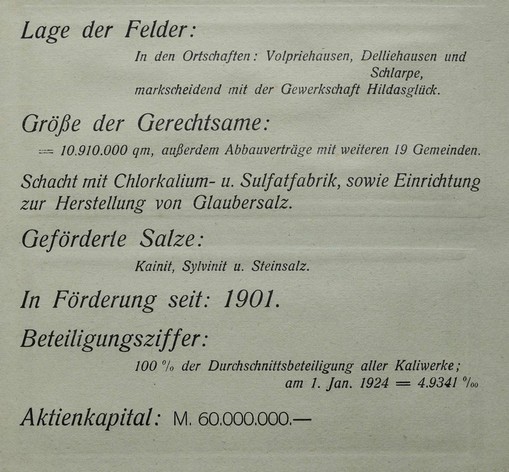 Lage der Felder:
In den Ortschaften: Volpriehausen, Delliehausen und
Schlarpe,
markscheidend mit der Gewerkschaft Hildasglück.
Größe der Gerechtsame:
= 10.910.000 qm, außerdem Abbauverträge mit weiteren 19 Gemeinden.
Schacht mit Chlorkalium- u. Sulfatfabrik, sowie Einrichtung
zur Herstellung von Glaubersalz.
Geförderte Salze:
Kainit, Sylvinit u. Steinsalz.
In Förderung seit: 1901.
Beteiligungsziffer:
100 % der Durchschnittsbeteiligung aller Kaliwerke;
am 1. Jan. 1924 = 4.9341 ‰
Aktienkapital: M. 60.000.000.—